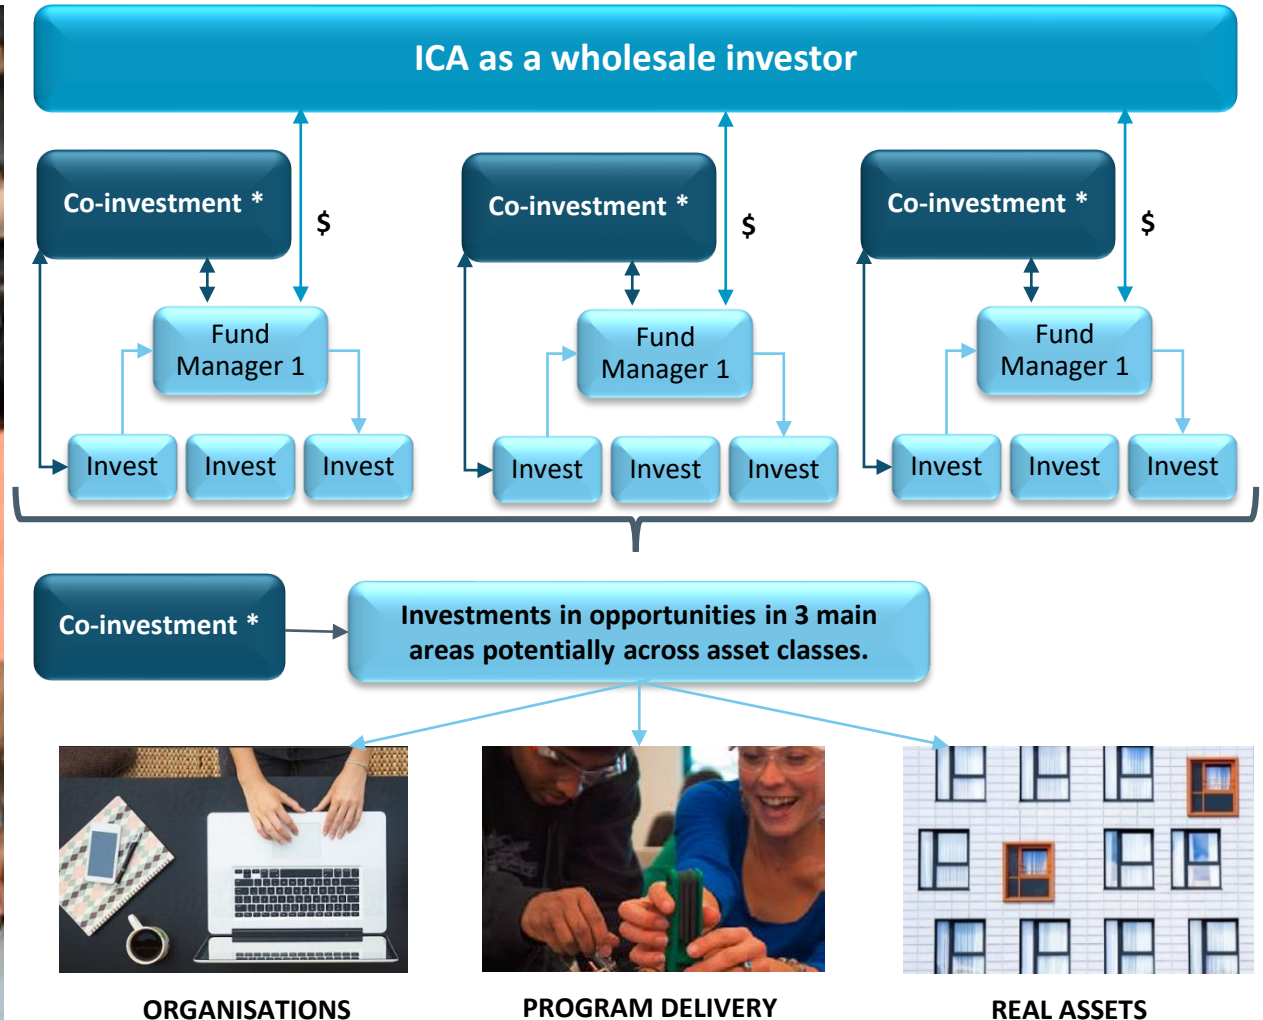 ICA as a wholesale investor
Co-investment *
$
Co-investment *
$
Co-investment *
$
Fund
Manager 1
Fund
Manager 1
Fund
Manager 1
Invest
Invest
Invest
Invest
Invest
Invest
Invest
Invest
Invest
Co-investment *
Investments in opportunities in 3 main
areas potentially across asset classes.
ORGANISATIONS
PROGRAM DELIVERY
REAL ASSETS